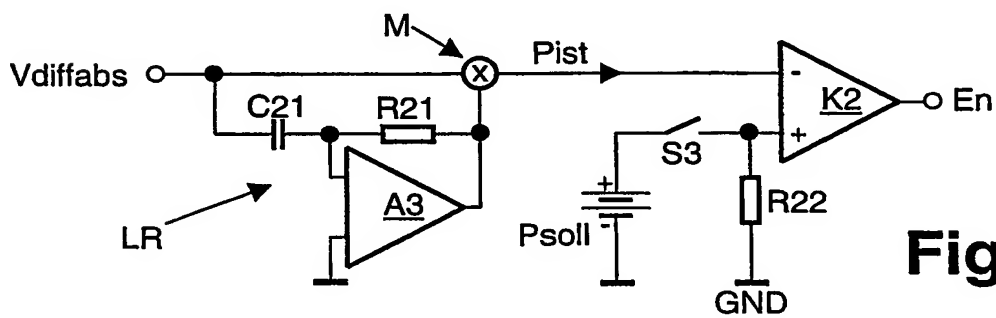 M
Vdiffabs
x
Pist
-
K2
En
C21
R21
+
S3
A3
+
Psoll
-
R22
LR
GND
Fig